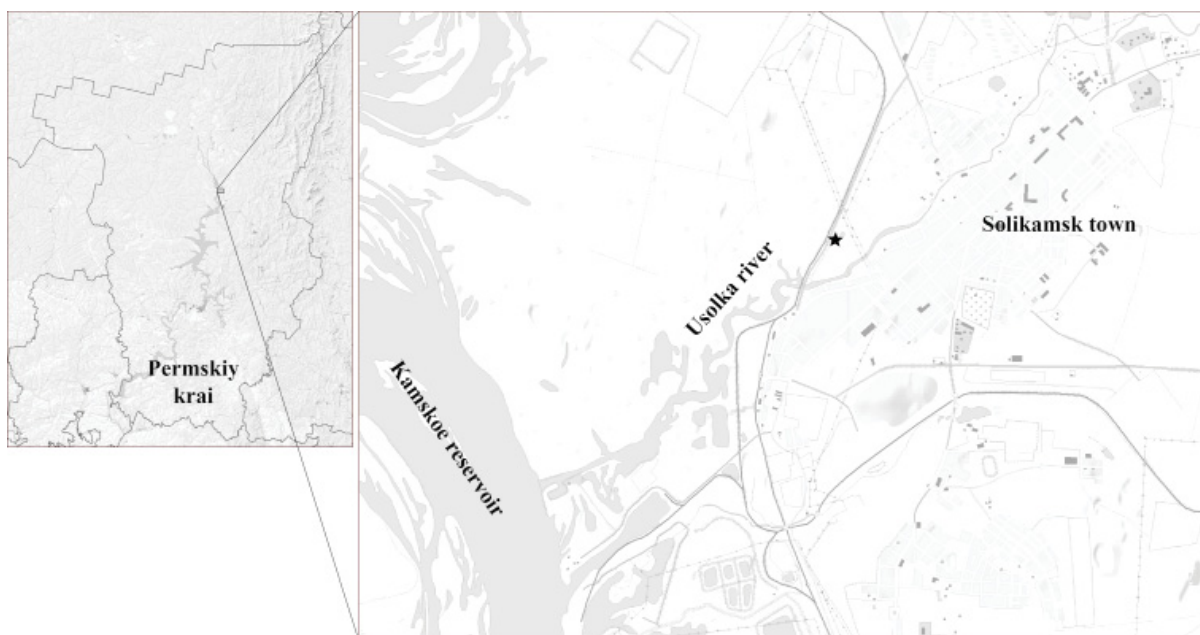 Permskiy
krai
Kamskoe reservoir
Usolka river
Solikamsk town